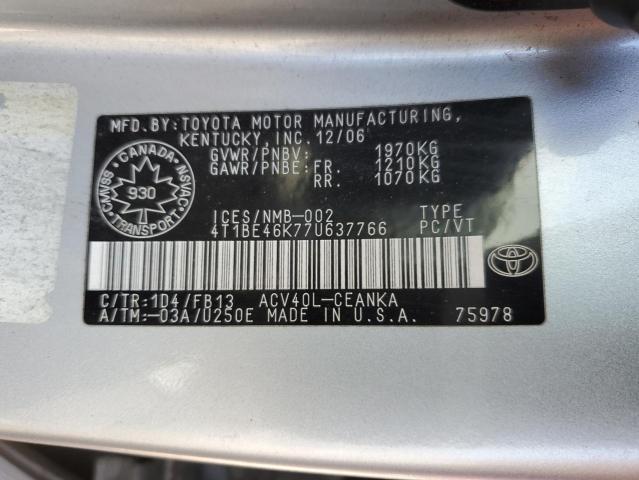 MFD.BY:TOYOTA MOTOR MANUFACTURING,
KENTUCKY, INC. 12/06
GVWR/PNBV: 1970KG
GAWR/PNBE: FR. 1210KG
RR. 1070KG
CANADA
CMVSS NSVAC
930
TRANSPORT
ICES/NMB-002 TYPE
4T1BE46K77U637766 PC/VT
C/TR:1D4/FB13 ACV40L-CEANKA
A/TM:-03A/U250E MADE IN U.S.A. 75978